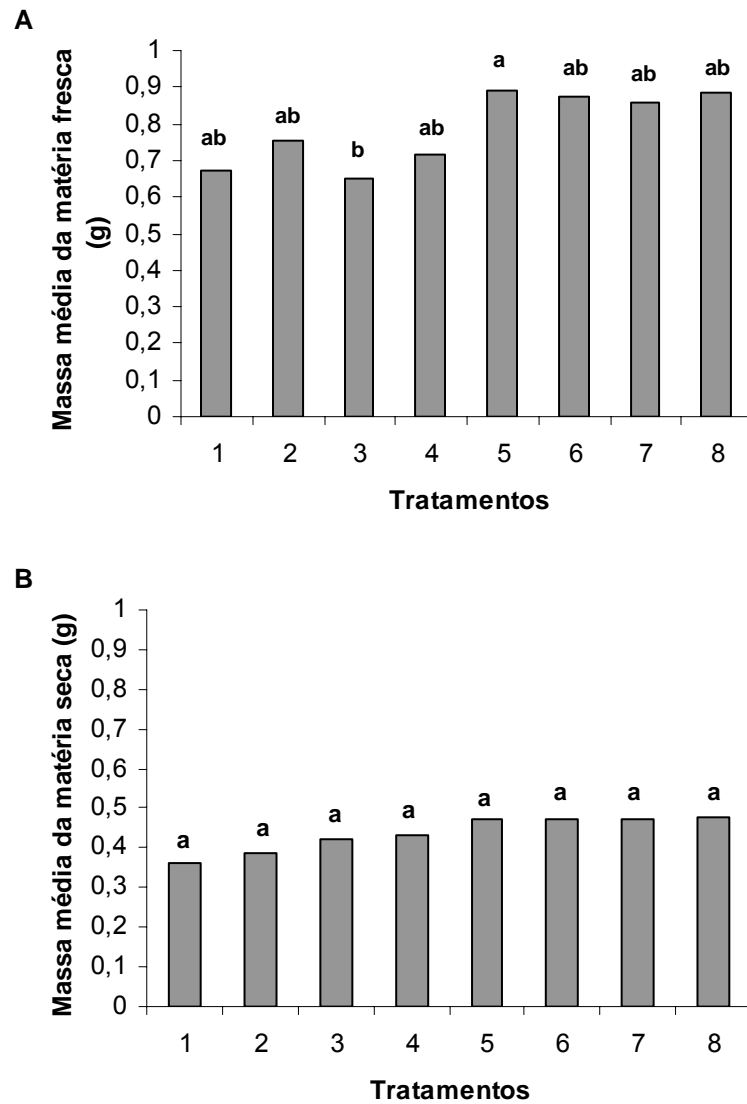 A
Massa média da matéria fresca
(g)
1
0,9
0,8
0,7
0,6
0,5
0,4
0,3
0,2
0,1
0
ab
ab
b
ab
a
ab
ab
ab
1 2 3 4 5 6 7 8
Tratamentos
B
Massa média da matéria seca (g)
1
0,9
0,8
0,7
0,6
0,5
0,4
0,3
0,2
0,1
0
a
a
a
a
a
a
a
a
1 2 3 4 5 6 7 8
Tratamentos